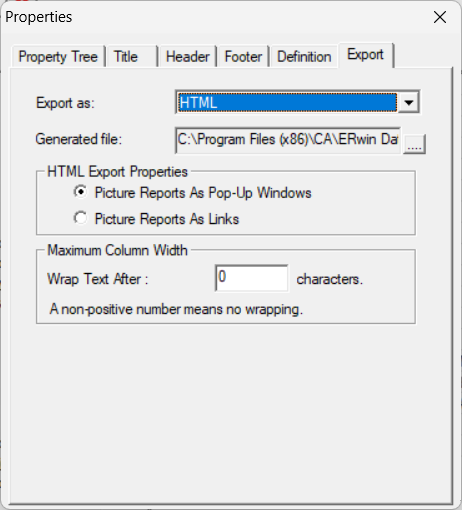 Properties
Property Tree Title Header Footer Definition Export
Export as: HTML
Generated file: C:\Program Files (x86)\CA\ERwin Da
....
HTML Export Properties
Picture Reports As Pop-Up Windows
Picture Reports As Links
Maximum Column Width
Wrap Text After : 0 characters.
A non-positive number means no wrapping.